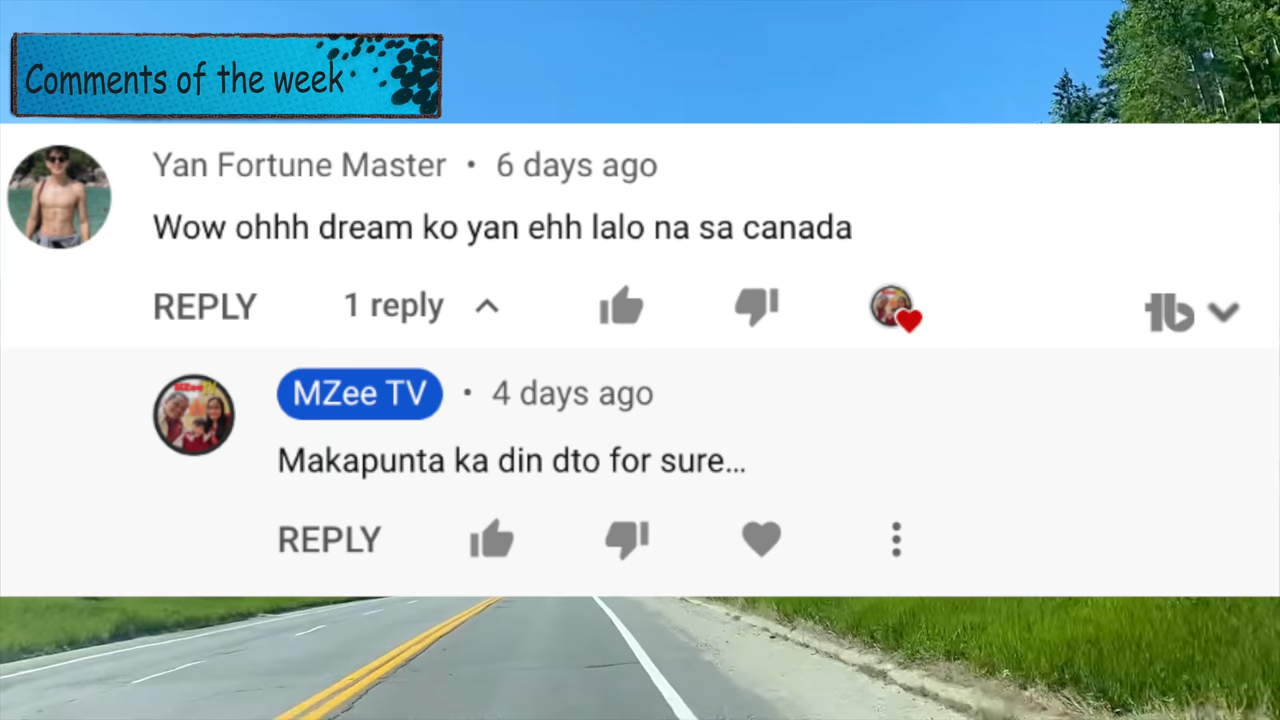 Comments of the week
Yan Fortune Master • 6 days ago
Wow ohhh dream ko yan ehh lalo na sa canada
REPLY 1 reply
MZee TV • 4 days ago
Makapunta ka din dto for sure...
REPLY